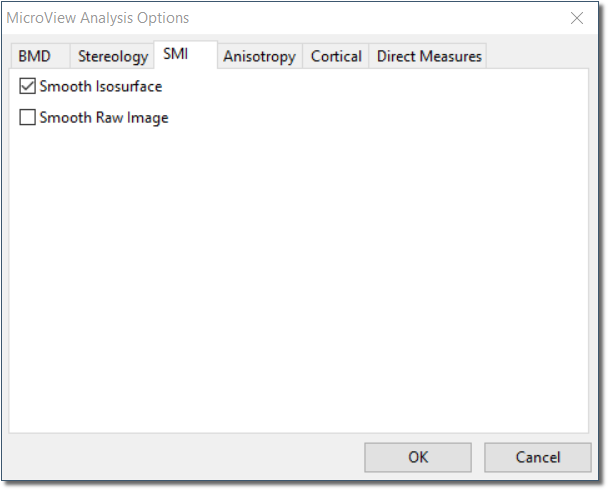 MicroView Analysis Options
BMD Stereology SMI Anisotropy Cortical Direct Measures
Smooth Isosurface
Smooth Raw Image
OK Cancel